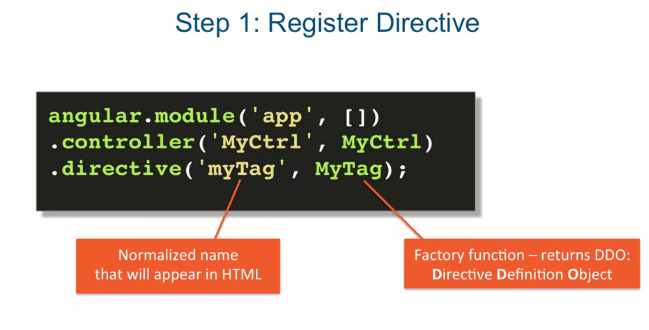 Step 1: Register Directive
angular.module('app', [])
.controller('MyCtrl', MyCtrl)
.directive('myTag', MyTag);
Normalized name
that will appear in HTML
Factory function – returns DDO:
Directive Definition Object